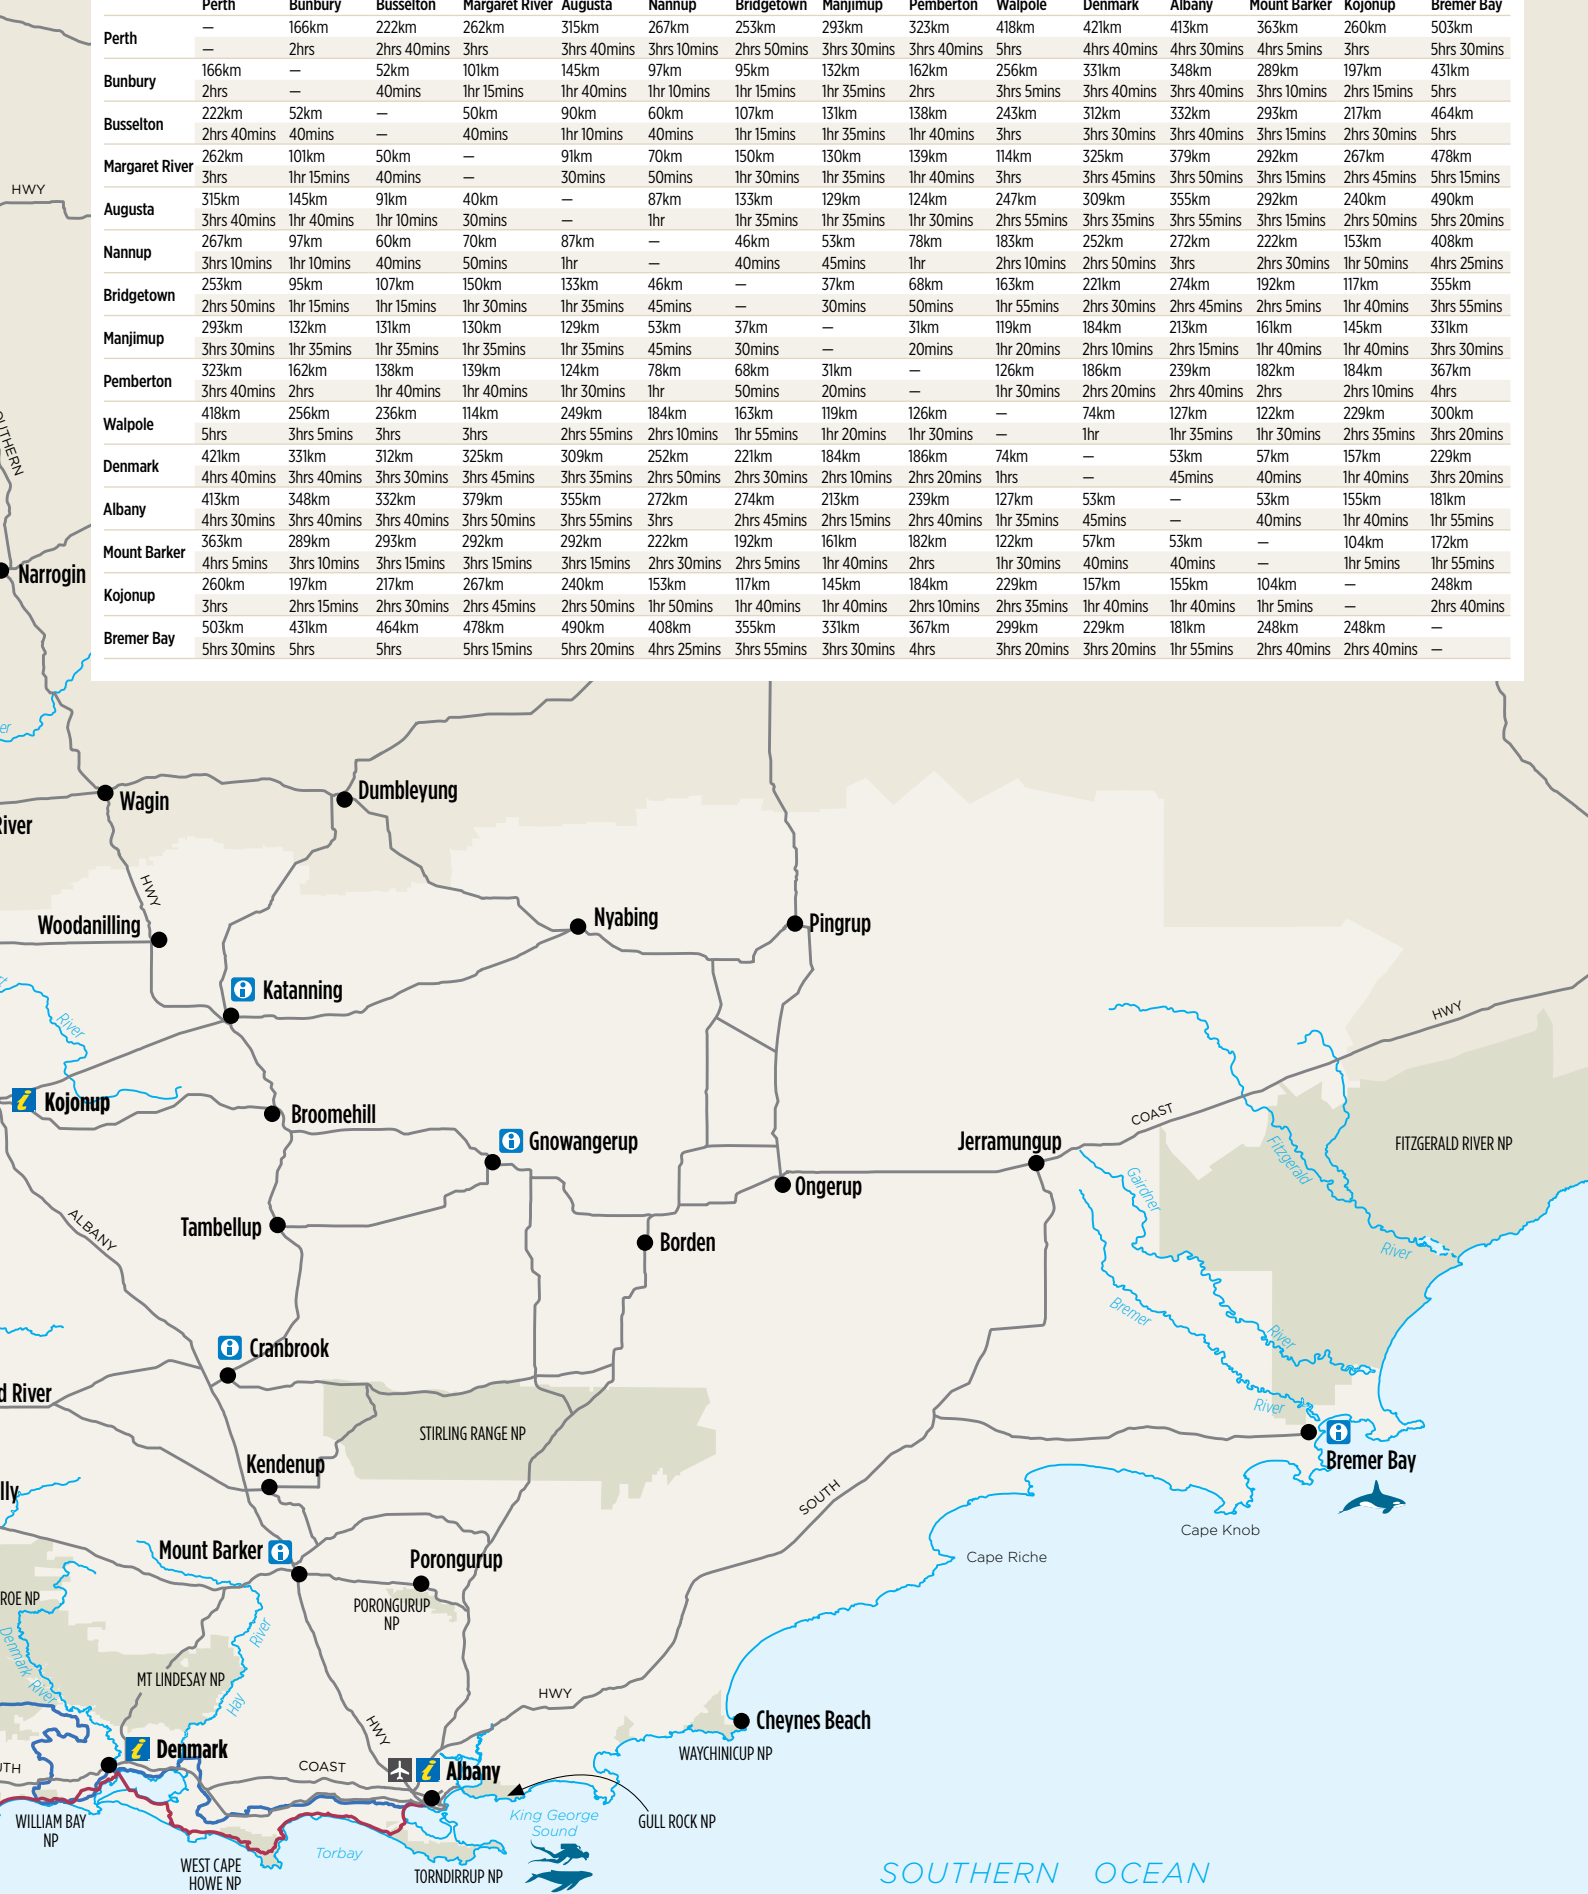 Perth Bunbury Busselton Margaret River Augusta Nannup Bridgetown Manjimup Pemberton Walpole Denmark Albany Mount Barker Kojonup Bremer Bay
Perth
— 166km 222km 262km 315km 267km 253km 293km 323km 418km 421km 413km 363km 260km 503km
— 2hrs 2hrs 40mins 3hrs 3hrs 40mins 3hrs 10mins 2hrs 50mins 3hrs 30mins 3hrs 40mins 5hrs 4hrs 40mins 4hrs 30mins 4hrs 5mins 3hrs 5hrs 30mins
Bunbury
166km — 52km 101km 145km 97km 95km 132km 162km 256km 331km 348km 289km 197km 431km
2hrs — 40mins 1hr 15mins 1hr 40mins 1hr 10mins 1hr 15mins 1hr 35mins 2hrs 3hrs 5mins 3hrs 40mins 3hrs 40mins 3hrs 10mins 2hrs 15mins 5hrs
Busselton
222km 52km — 50km 90km 60km 107km 131km 138km 243km 312km 332km 293km 217km 464km
2hrs 40mins 40mins — 40mins 1hr 10mins 40mins 1hr 15mins 1hr 35mins 1hr 40mins 3hrs 3hrs 30mins 3hrs 40mins 3hrs 15mins 2hrs 30mins 5hrs
Margaret River
262km 101km 50km — 91km 70km 150km 130km 139km 114km 325km 379km 292km 267km 478km
3hrs 1hr 15mins 40mins — 30mins 50mins 1hr 30mins 1hr 35mins 1hr 40mins 3hrs 3hrs 45mins 3hrs 50mins 3hrs 15mins 2hrs 45mins 5hrs 15mins
Augusta
315km 145km 91km 40km — 87km 133km 129km 124km 247km 309km 355km 292km 240km 490km
3hrs 40mins 1hr 40mins 1hr 10mins 30mins — 1hr 1hr 35mins 1hr 35mins 1hr 30mins 2hrs 55mins 3hrs 35mins 3hrs 55mins 3hrs 15mins 2hrs 50mins 5hrs 20mins
Nannup
267km 97km 60km 70km 87km — 46km 53km 78km 183km 252km 272km 222km 153km 408km
3hrs 10mins 1hr 10mins 40mins 50mins 1hr — 40mins 45mins 1hr 2hrs 10mins 2hrs 50mins 3hrs 2hrs 30mins 1hr 50mins 4hrs 25mins
Bridgetown
253km 95km 107km 150km 133km 46km — 37km 68km 163km 221km 274km 192km 117km 355km
2hrs 50mins 1hr 15mins 1hr 15mins 1hr 30mins 1hr 35mins 45mins — 30mins 50mins 1hr 55mins 2hrs 30mins 2hrs 45mins 2hrs 5mins 1hr 40mins 3hrs 55mins
Manjimup
293km 132km 131km 130km 129km 53km 37km — 31km 119km 184km 213km 161km 145km 331km
3hrs 30mins 1hr 35mins 1hr 35mins 1hr 35mins 1hr 35mins 45mins 30mins — 20mins 1hr 20mins 2hrs 10mins 2hrs 15mins 1hr 40mins 1hr 40mins 3hrs 30mins
Pemberton
323km 162km 138km 139km 124km 78km 68km 31km — 126km 186km 239km 182km 184km 367km
3hrs 40mins 2hrs 1hr 40mins 1hr 40mins 1hr 30mins 1hr 50mins 20mins — 1hr 30mins 2hrs 20mins 2hrs 40mins 2hrs 2hrs 10mins 4hrs
Walpole
418km 256km 236km 114km 249km 184km 163km 119km 126km — 74km 127km 122km 229km 300km
5hrs 3hrs 5mins 3hrs 3hrs 2hrs 55mins 2hrs 10mins 1hr 55mins 1hr 20mins 1hr 30mins — 1hr 1hr 35mins 1hr 30mins 2hrs 35mins 3hrs 20mins
Denmark
421km 331km 312km 325km 309km 252km 221km 184km 186km 74km — 53km 57km 157km 229km
4hrs 40mins 3hrs 40mins 3hrs 30mins 3hrs 45mins 3hrs 35mins 2hrs 50mins 2hrs 30mins 2hrs 10mins 2hrs 20mins 1hrs — 45mins 40mins 1hr 40mins 3hrs 20mins
Albany
413km 348km 332km 379km 355km 272km 274km 213km 239km 127km 53km — 53km 155km 181km
4hrs 30mins 3hrs 40mins 3hrs 40mins 3hrs 50mins 3hrs 55mins 3hrs 2hrs 45mins 2hrs 15mins 2hrs 40mins 1hr 35mins 45mins — 40mins 1hr 40mins 1hr 55mins
Mount Barker
363km 289km 293km 292km 292km 222km 192km 161km 182km 122km 57km 53km — 104km 172km
4hrs 5mins 3hrs 10mins 3hrs 15mins 3hrs 15mins 3hrs 15mins 2hrs 30mins 2hrs 5mins 1hr 40mins 2hrs 1hr 30mins 40mins 40mins — 1hr 5mins 1hr 55mins
Kojonup
260km 197km 217km 267km 240km 153km 117km 145km 184km 229km 157km 155km 104km — 248km
3hrs 2hrs 15mins 2hrs 30mins 2hrs 45mins 2hrs 50mins 1hr 50mins 1hr 40mins 1hr 40mins 2hrs 10mins 2hrs 35mins 1hr 40mins 1hr 40mins 1hr 5mins — 2hrs 40mins
Bremer Bay
503km 431km 464km 478km 490km 408km 355km 331km 367km 299km 229km 181km 248km 248km —
5hrs 30mins 5hrs 5hrs 5hrs 15mins 5hrs 20mins 4hrs 25mins 3hrs 55mins 3hrs 30mins 4hrs 3hrs 20mins 3hrs 20mins 1hr 55mins 2hrs 40mins 2hrs 40mins —
HWY
OUTHERN
Narrogin
er
Dumbleyung
Wagin
River
HWY
Woodanilling
Nyabing
Pingrup
Katanning
River
HWY
Kojonup
Broomehill
COAST
Gnowangerup
Jerramungup
FITZGERALD RIVER NP
Fitzgerald
Gairdner
Ongerup
ALBANY
Tambellup
Borden
River
Bremer
River
Cranbrook
d River
River
STIRLING RANGE NP
Kendenup
Bremer Bay
lly
SOUTH
Cape Knob
Mount Barker
Porongurup
Cape Riche
ROE NP
PORONGURUP
NP
River
Denmark River
MT LINDESAY NP
Hay
HWY
HWY
Cheynes Beach
Denmark
WAYCHINICUP NP
UTH
COAST
Albany
WILLIAM BAY
NP
King George
Sound
GULL ROCK NP
Torbay
WEST CAPE
HOWE NP
TORNDIRRUP NP
SOUTHERN OCEAN